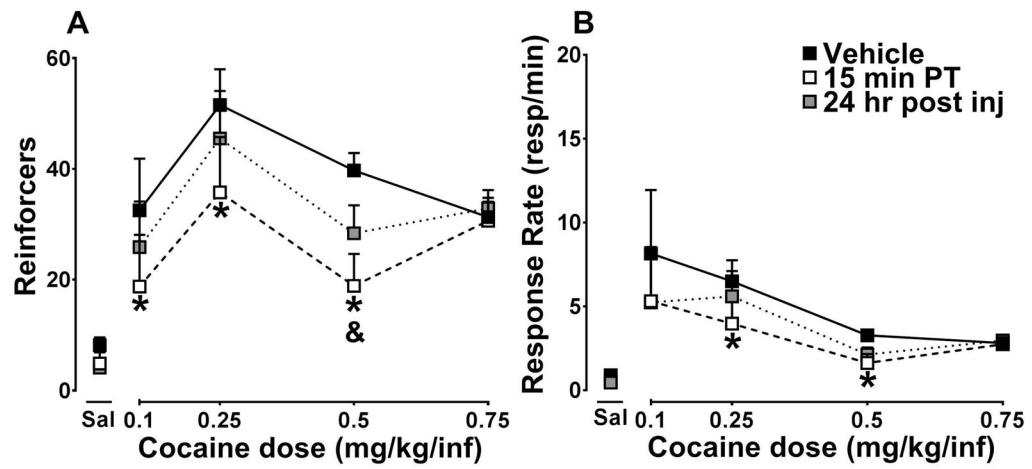 A
Reinforcers
60
40
20
0
Sal
0.1
0.25
0.5
0.75
Cocaine dose (mg/kg/inf)
*
*
*
&
B
Response Rate (resp/min)
20
15
10
5
0
Sal
0.1
0.25
0.5
0.75
Cocaine dose (mg/kg/inf)
Vehicle
15 min PT
24 hr post inj
*
*